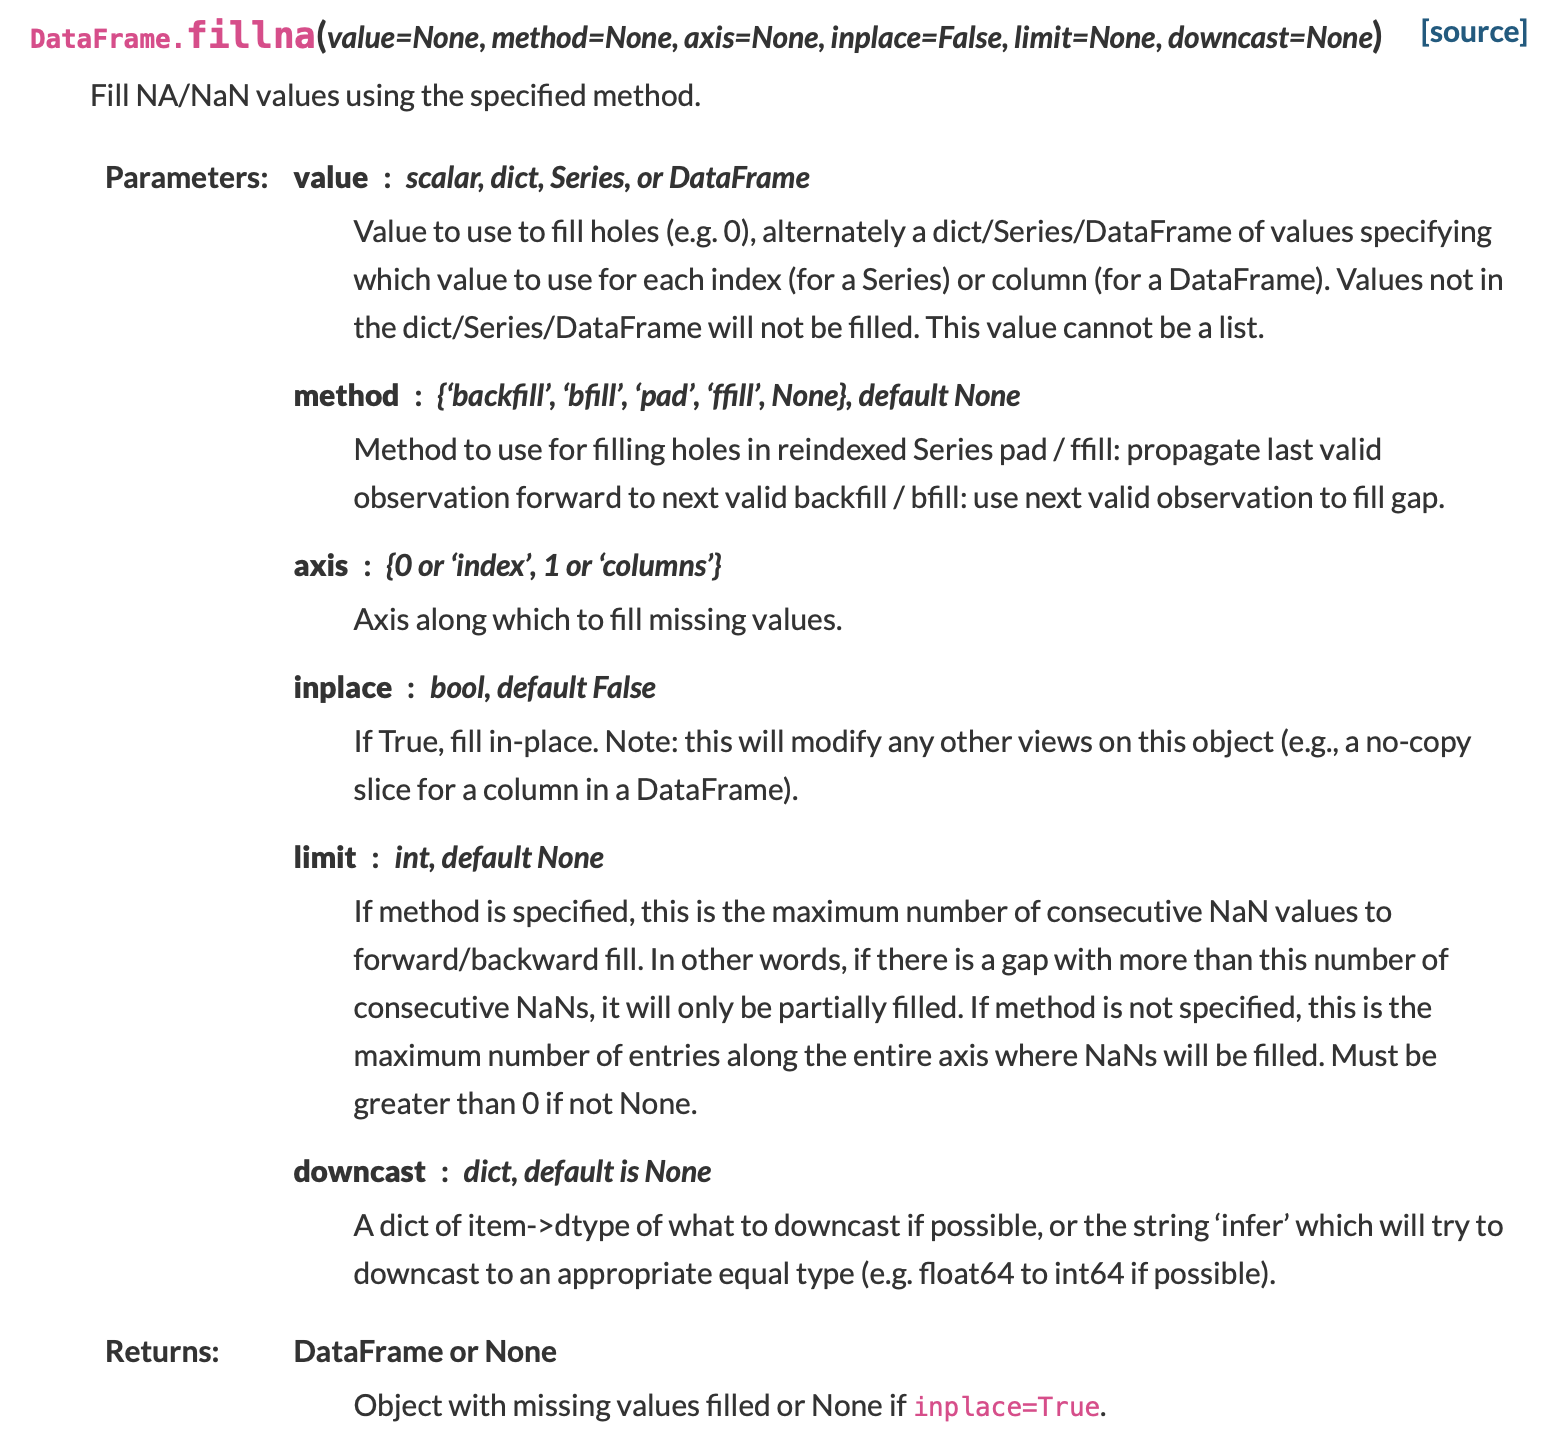 DataFrame.fillna(value=None, method=None, axis=None, inplace=False, limit=None, downcast=None) [source]
Fill NA/NaN values using the specified method.
Parameters: value : scalar, dict, Series, or DataFrame
Value to use to fill holes (e.g. 0), alternately a dict/Series/DataFrame of values specifying
which value to use for each index (for a Series) or column (for a DataFrame). Values not in
the dict/Series/DataFrame will not be filled. This value cannot be a list.
method : {‘backfill’, ‘bfill’, ‘pad’, ‘ffill’, None}, default None
Method to use for filling holes in reindexed Series pad / ffill: propagate last valid
observation forward to next valid backfill / bfill: use next valid observation to fill gap.
axis : {0 or ‘index’, 1 or ‘columns’}
Axis along which to fill missing values.
inplace : bool, default False
If True, fill in-place. Note: this will modify any other views on this object (e.g., a no-copy
slice for a column in a DataFrame).
limit : int, default None
If method is specified, this is the maximum number of consecutive NaN values to
forward/backward fill. In other words, if there is a gap with more than this number of
consecutive NaNs, it will only be partially filled. If method is not specified, this is the
maximum number of entries along the entire axis where NaNs will be filled. Must be
greater than 0 if not None.
downcast : dict, default is None
A dict of item->dtype of what to downcast if possible, or the string ‘infer’ which will try to
downcast to an appropriate equal type (e.g. float64 to int64 if possible).
Returns: DataFrame or None
Object with missing values filled or None if inplace=True.